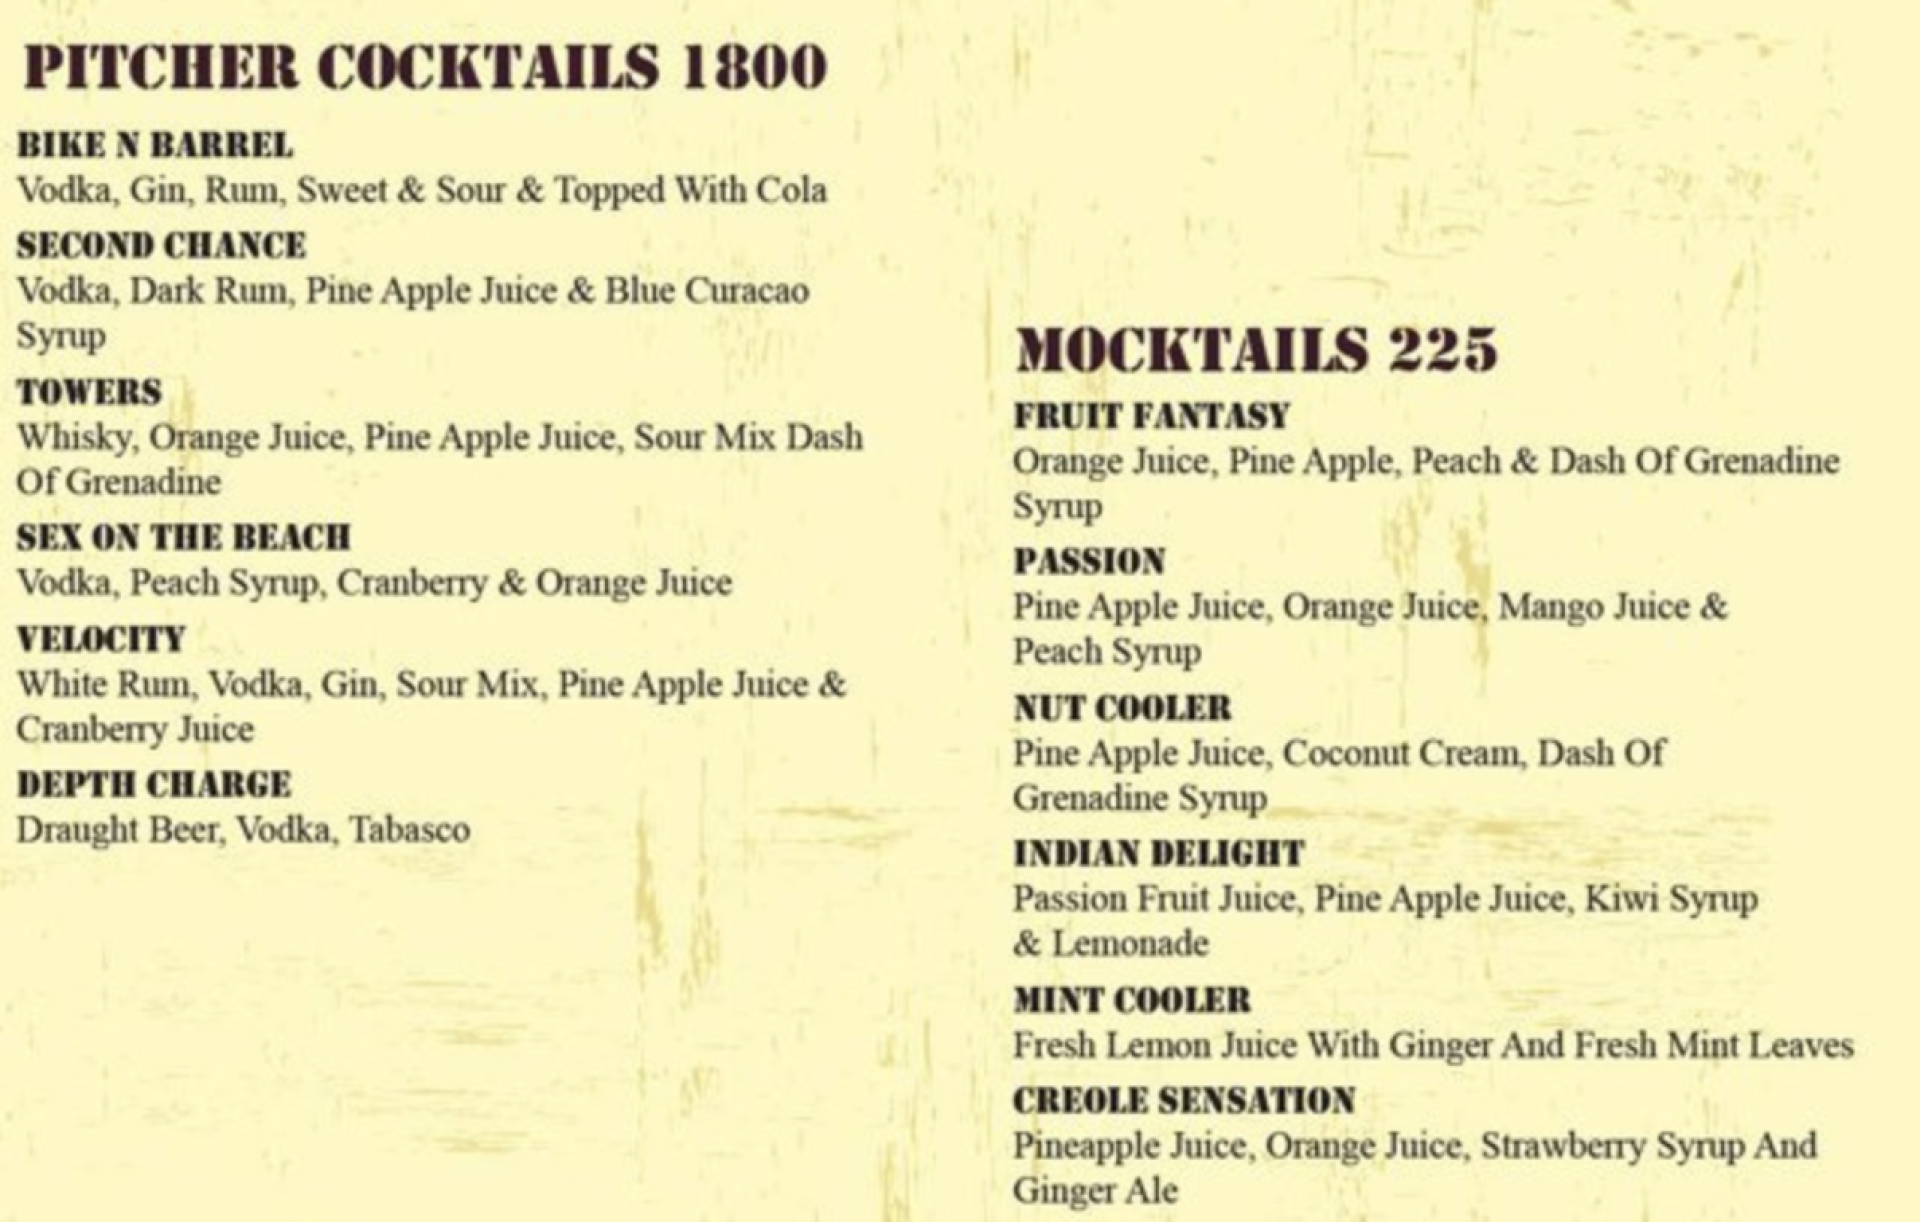 PITCHER COCKTAILS 1800
BIKE N BARREL
Vodka, Gin, Rum, Sweet & Sour & Topped With Cola
SECOND CHANCE
Vodka, Dark Rum, Pine Apple Juice & Blue Curacao
Syrup
TOWERS
Whisky, Orange Juice, Pine Apple Juice, Sour Mix Dash
Of Grenadine
SEX ON THE BEACH
Vodka, Peach Syrup, Cranberry & Orange Juice
VELOCITY
White Rum, Vodka, Gin, Sour Mix, Pine Apple Juice &
Cranberry Juice
DEPTH CHARGE
Draught Beer, Vodka, Tabasco
MOCKTAILS 225
FRUIT FANTASY
Orange Juice, Pine Apple, Peach & Dash Of Grenadine
Syrup
PASSION
Pine Apple Juice, Orange Juice, Mango Juice &
Peach Syrup
NUT COOLER
Pine Apple Juice, Coconut Cream, Dash Of
Grenadine Syrup
INDIAN DELIGHT
Passion Fruit Juice, Pine Apple Juice, Kiwi Syrup
& Lemonade
MINT COOLER
Fresh Lemon Juice With Ginger And Fresh Mint Leaves
CREOLE SENSATION
Pineapple Juice, Orange Juice, Strawberry Syrup And
Ginger Ale